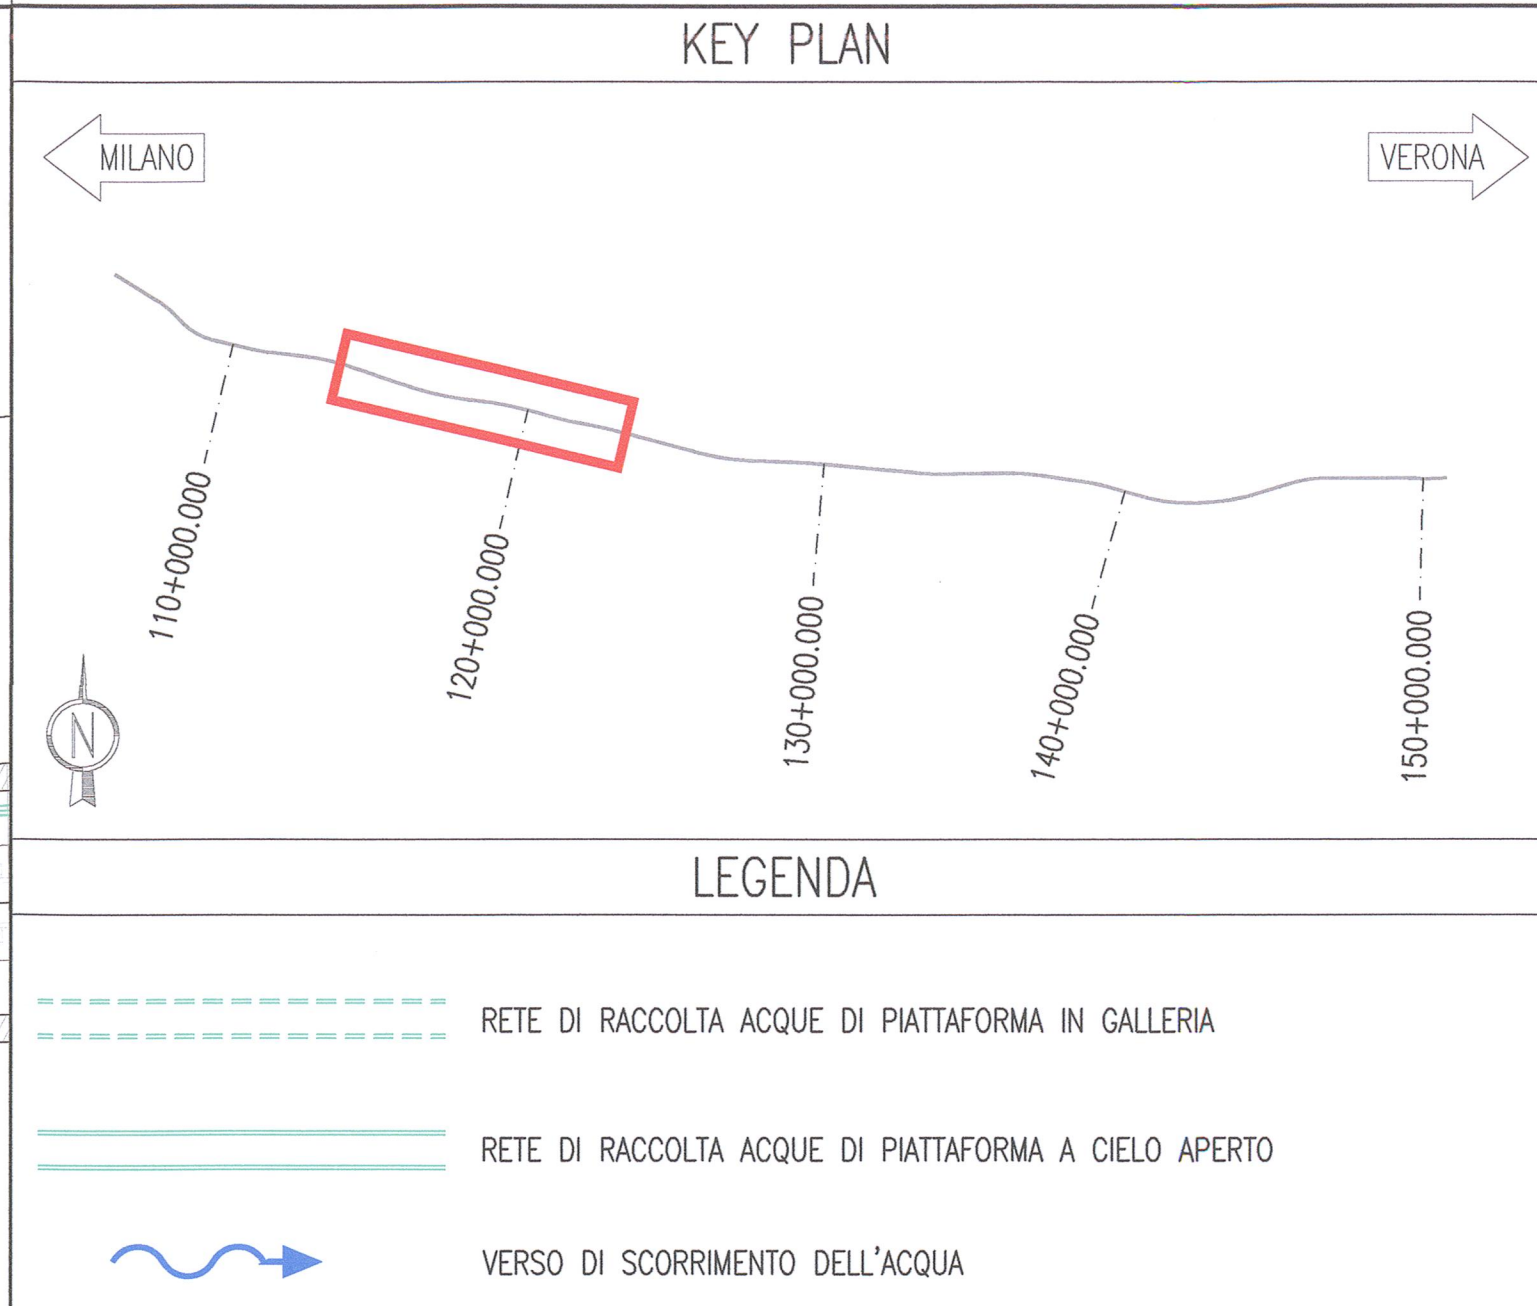 KEY PLAN
MILANO
VERONA
110+000.000
120+000.000
130+000.000
140+000.000
150+000.000
N
LEGENDA
RETE DI RACCOLTA ACQUE DI PIATTAFORMA IN GALLERIA
RETE DI RACCOLTA ACQUE DI PIATTAFORMA A CIELO APERTO
VERSO DI SCORRIMENTO DELL'ACQUA